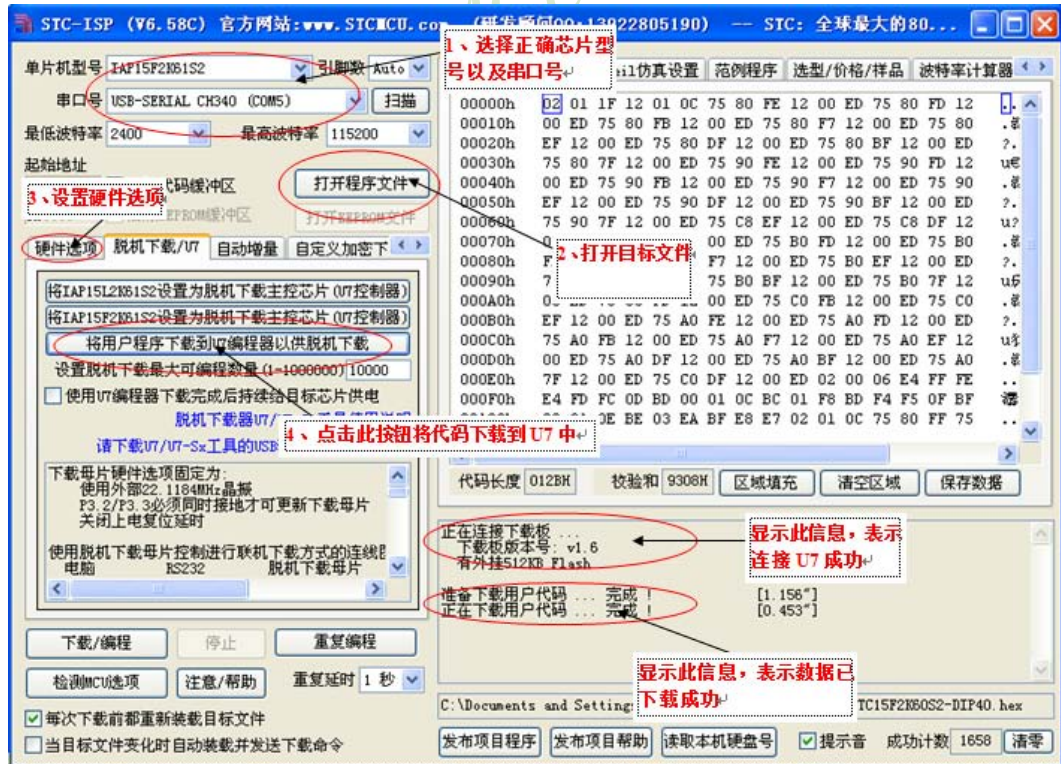 STC-ISP (V6.58C) 官方网站:www.STCMCU.com (研发顾问QQ:13922805190) -- STC: 全球最大的80...
1、选择正确芯片型
号以及串口号
单片机型号 IAP15F2K61S2 引脚数 Auto
串口号 USB-SERIAL CH340 (COM5) 扫描
最低波特率 2400 最高波特率 115200
起始地址
代码缓冲区 打开程序文件
3、设置硬件选项
EEPROM缓冲区 打开EEPROM文件
硬件选项 脱机下载/U7 自动增量 自定义加密下
将IAP15L2K61S2设置为脱机下载主控芯片(U7控制器)
将IAP15F2K61S2设置为脱机下载主控芯片(U7控制器)
将用户程序下载到U7编程器以供脱机下载
设置脱机下载最大可编程数量(1-1000000) 10000
使用U7编程器下载完成后持续给目标芯片供电
脱机下载器U7/
请下载U7/U7-Sx工具的USB
4、点击此按钮将代码下载到 U7 中
下载母片硬件选项固定为:
使用外部22.1184MHz晶振
P3.2/P3.3必须同时接地才可更新下载母片
关闭上电复位延时
使用脱机下载母片控制进行联机下载方式的连线
电脑 RS232 脱机下载母片
下载/编程 停止 重复编程
检测MCU选项 注意/帮助 重复延时 1 秒
每次下载前都重新装载目标文件
当目标文件变化时自动装载并发送下载命令
il仿真设置 范例程序 选型/价格/样品 波特率计算器
00000h 02 01 1F 12 01 0C 75 80 FE 12 00 ED 75 80 FD 12
00010h 00 ED 75 80 FB 12 00 ED 75 80 F7 12 00 ED 75 80
00020h EF 12 00 ED 75 80 DF 12 00 ED 75 80 BF 12 00 ED ?.
00030h 75 80 7F 12 00 ED 75 90 FE 12 00 ED 75 90 FD 12 u€
00040h 00 ED 75 90 FB 12 00 ED 75 90 F7 12 00 ED 75 90
00050h EF 12 00 ED 75 90 DF 12 00 ED 75 90 BF 12 00 ED ?.
00060h 75 90 7F 12 00 ED 75 C8 EF 12 00 ED 75 C8 DF 12 u?
00070h 00 ED 75 B0 FD 12 00 ED 75 B0
2、打开目标文件
00080h F F7 12 00 ED 75 B0 EF 12 00 ED ?.
00090h 7 75 B0 BF 12 00 ED 75 B0 7F 12
000A0h 00 ED 75 C0 FB 12 00 ED 75 C0
000B0h EF 12 00 ED 75 A0 FE 12 00 ED 75 A0 FD 12 00 ED ?.
000C0h 75 A0 FB 12 00 ED 75 A0 F7 12 00 ED 75 A0 EF 12
000D0h 00 ED 75 A0 DF 12 00 ED 75 A0 BF 12 00 ED 75 A0
000E0h 7F 12 00 ED 75 C0 DF 12 00 ED 02 00 06 E4 FF FE ..
000F0h E4 FD FC 0D BD 00 01 0C BC 01 F8 BD F4 F5 0F BF
0E BE 03 EA BF E8 E7 02 01 0C 75 80 FF 75 ..
代码长度 012BH 校验和 9308H 区域填充 清空区域 保存数据
正在连接下载板 ...
下载板版本号: v1.6
有外挂512KB Flash
显示此信息，表示
连接 U7 成功
准备下载用户代码 ... 完成 ! [1.156"]
正在下载用户代码 ... 完成 ! [0.453"]
显示此信息，表示数据已
下载成功
C:\Documents and Setting TC15F2K60S2-DIP40.hex
发布项目程序 发布项目帮助 读取本机硬盘号 提示音 成功计数 1658 清零